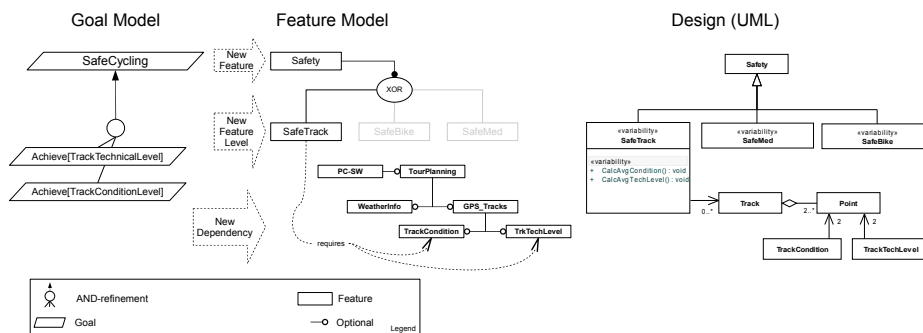 Goal Model
Feature Model
Design (UML)
SafeCycling
Achieve[TrackTechnicalLevel]
Achieve[TrackConditionLevel]
New
Feature
New
Feature
Level
New
Dependency
Safety
XOR
SafeTrack
SafeBike
SafeMed
PC-SW
TourPlanning
WeatherInfo
GPS_Tracks
TrackCondition
TrkTechLevel
requires
Safety
«variability»
SafeTrack
«variability»
+ CalcAvgCondition() : void
+ CalcAvgTechLevel() : void
«variability»
SafeMed
«variability»
SafeBike
0..*
Track
2..*
Point
2
2
TrackCondition
TrackTechLevel
AND-refinement
Goal
Feature
Optional
Legend